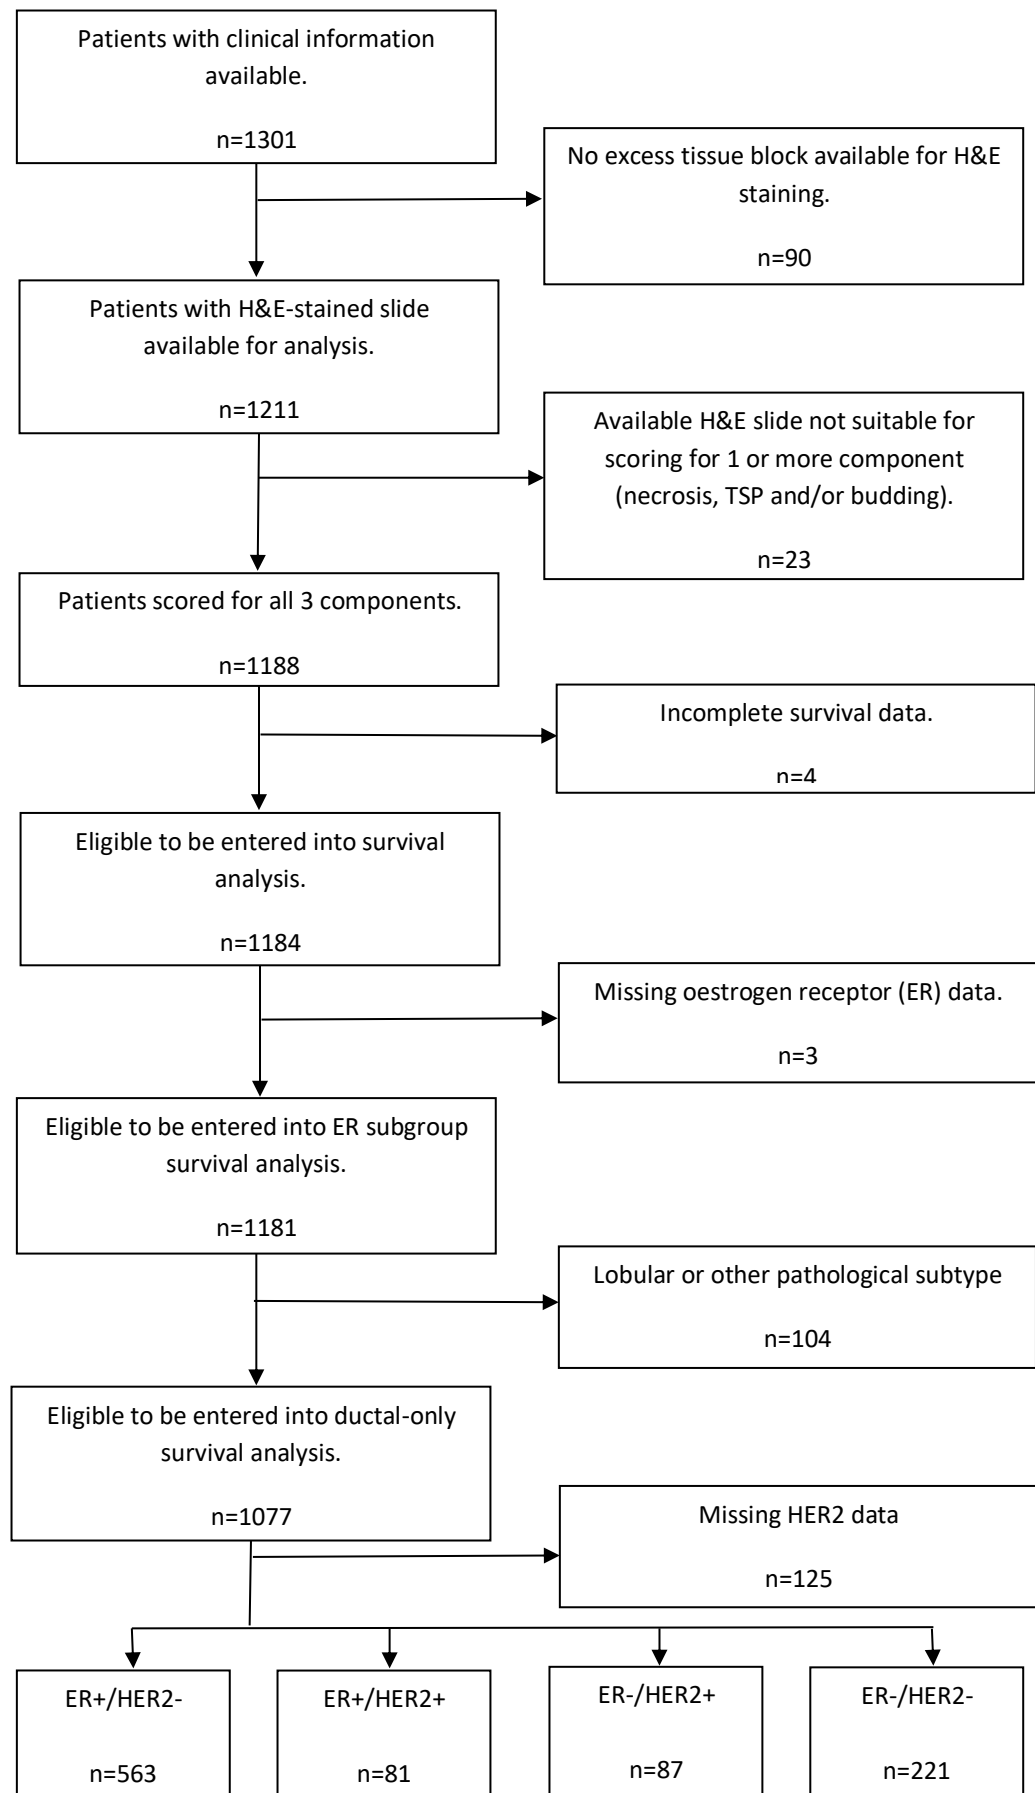 Patients with clinical information
available.
n=1301
No excess tissue block available for H&E
staining.
n=90
Patients with H&E-stained slide
available for analysis.
n=1211
Available H&E slide not suitable for
scoring for 1 or more component
(necrosis, TSP and/or budding).
n=23
Patients scored for all 3 components.
n=1188
Incomplete survival data.
n=4
Eligible to be entered into survival
analysis.
n=1184
Missing oestrogen receptor (ER) data.
n=3
Eligible to be entered into ER subgroup
survival analysis.
n=1181
Lobular or other pathological subtype
n=104
Eligible to be entered into ductal-only
survival analysis.
n=1077
Missing HER2 data
n=125
ER+/HER2-
n=563
ER+/HER2+
n=81
ER-/HER2+
n=87
ER-/HER2-
n=221